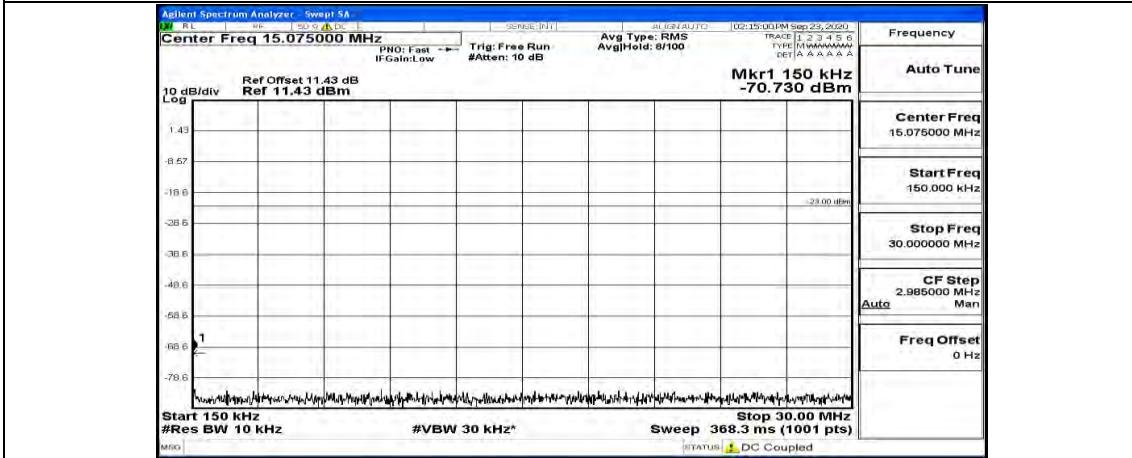 Agilent Spectrum Analyzer - Swept SA
RL RF 50 Ω DC SENSE:INT ALIGN AUTO 02:15:00 PM Sep 23, 2020
Center Freq 15.075000 MHz
PNO: Fast
IFGain:Low
Trig: Free Run
#Atten: 10 dB
Avg Type: RMS
Avg|Hold: 8/100
TRACE 1 2 3 4 5 6
TYPE M WWWWW
DET A A A A A A
Ref Offset 11.43 dB
10 dB/div Ref 11.43 dBm
Log
Mkr1 150 kHz
-70.730 dBm
1.43
-8.57
-18.6
-23.00 dBm
-28.6
-38.6
-48.6
-58.6
1
-68.6
-78.6
Start 150 kHz
Stop 30.00 MHz
#Res BW 10 kHz
#VBW 30 kHz*
Sweep 368.3 ms (1001 pts)
MSG
STATUS DC Coupled
Frequency
Auto Tune
Center Freq
15.075000 MHz
Start Freq
150.000 kHz
Stop Freq
30.000000 MHz
CF Step
2.985000 MHz
Auto Man
Freq Offset
0 Hz